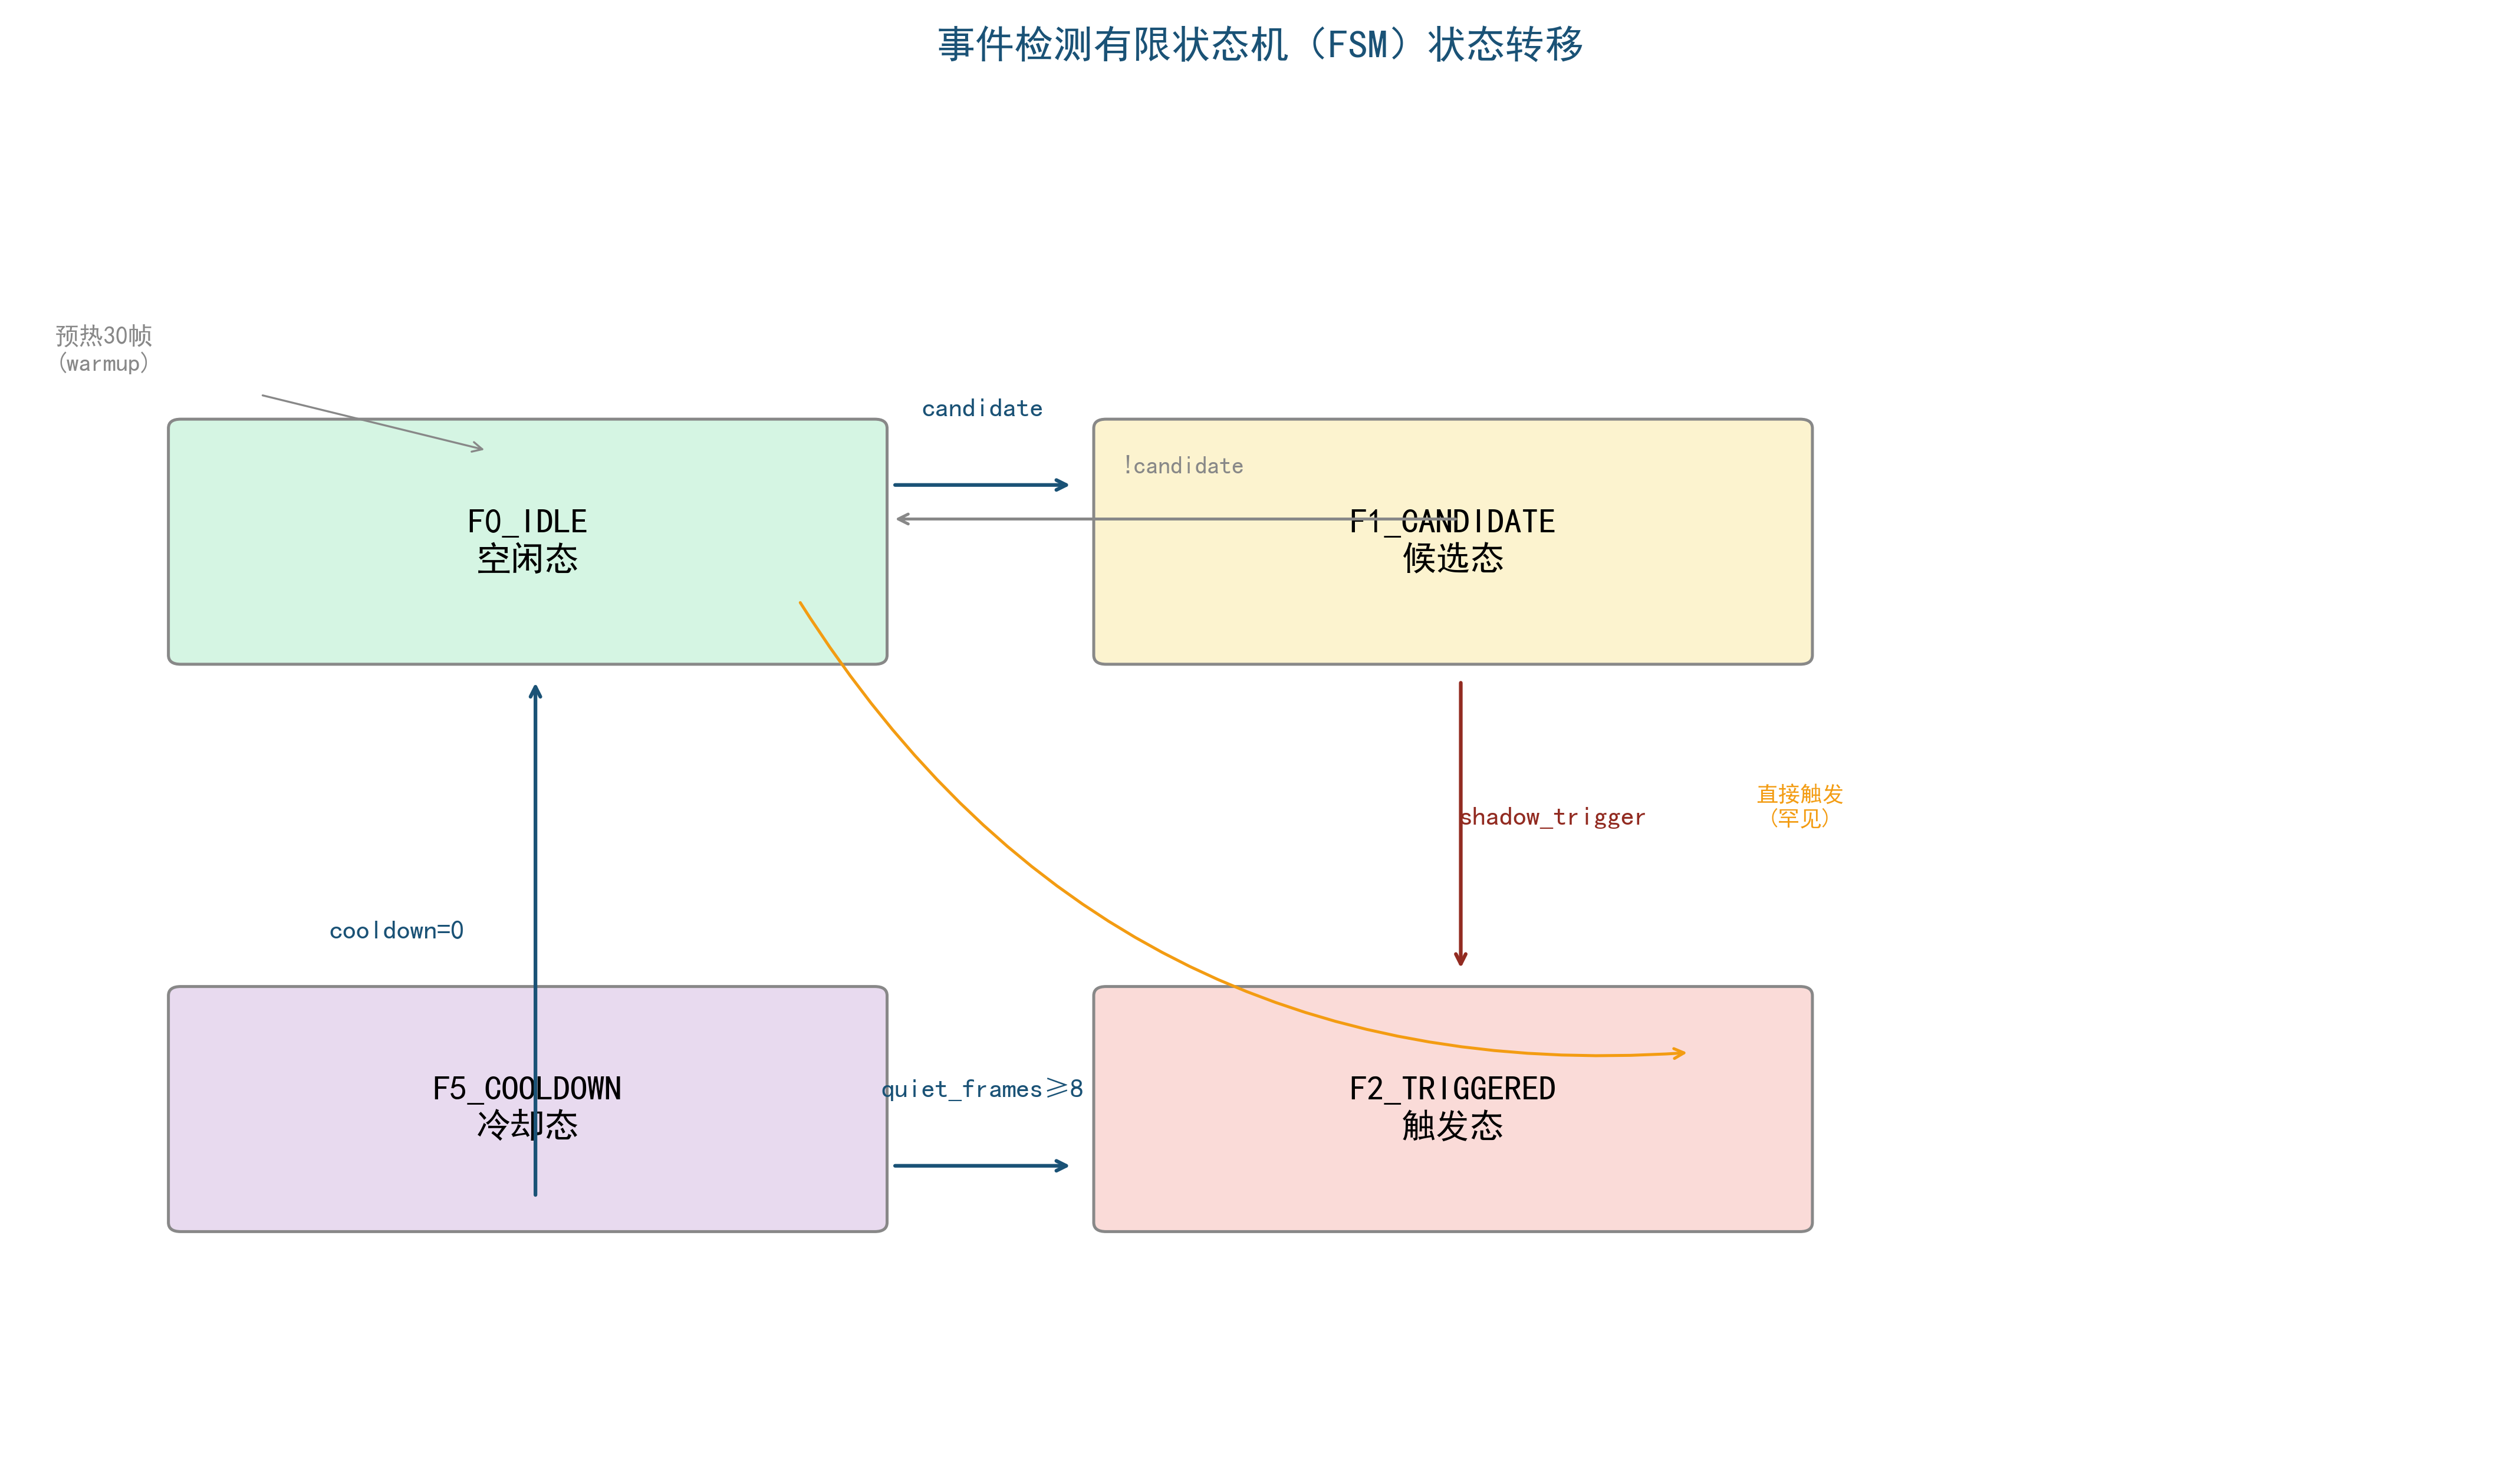 事件检测有限状态机（FSM）状态转移
预热30帧
(warmup)
candidate
!candidate
F0_IDLE
空闲态
F1_CANDIDATE
候选态
直接触发
(罕见)
shadow_trigger
cooldown=0
F5_COOLDOWN
冷却态
quiet_frames≥8
F2_TRIGGERED
触发态